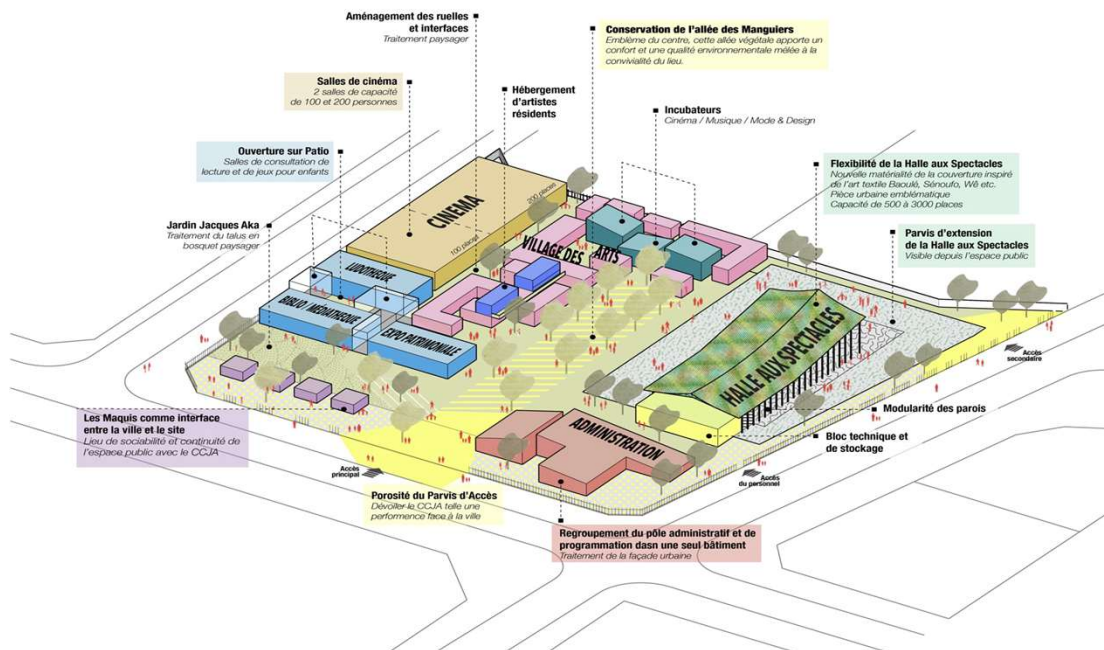 Aménagement des ruelles
et interfaces
Traitement paysager
Conservation de l'allée des Manguiers
Emblème du centre, cette allée végétale apporte un
confort et une qualité environnementale mêlée à la
convivialité du lieu.
Salles de cinéma
2 salles de capacité
de 100 et 200 personnes
Hébergement
d'artistes
résidents
Incubateurs
Cinéma / Musique / Mode & Design
Ouverture sur Patio
Salles de consultation de
lecture et de jeux pour enfants
Flexibilité de la Halle aux Spectacles
Nouvelle matérialité de la couverture inspiré
de l'art textile Baoulé, Sénoufo, Wê etc.
Pièce urbaine emblématique
Capacité de 500 à 3000 places
Jardin Jacques Aka
Traitement du talus en
bosquet paysager
Parvis d'extension
de la Halle aux Spectacles
Visible depuis l'espace public
CINEMA
200 places
100 places
VILLAGE DES ARTS
LUDOTHEQUE
BIBLIO / MEDIATHEQUE
EXPO PATRIMONIALE
HALLE AUX SPECTACLES
ADMINISTRATION
Accès
secondaire
Modularité des parois
Bloc technique et
de stockage
Les Maquis comme interface
entre la ville et le site
Lieu de sociabilité et continuité de
l'espace public avec le CCJA
Accès
principal
Accès
du personnel
Porosité du Parvis d'Accès
Dévoiler le CCJA telle une
performence face à la ville
Regroupement du pôle administratif et de
programmation dasn une seul bâtiment
Traitement de la façade urbaine